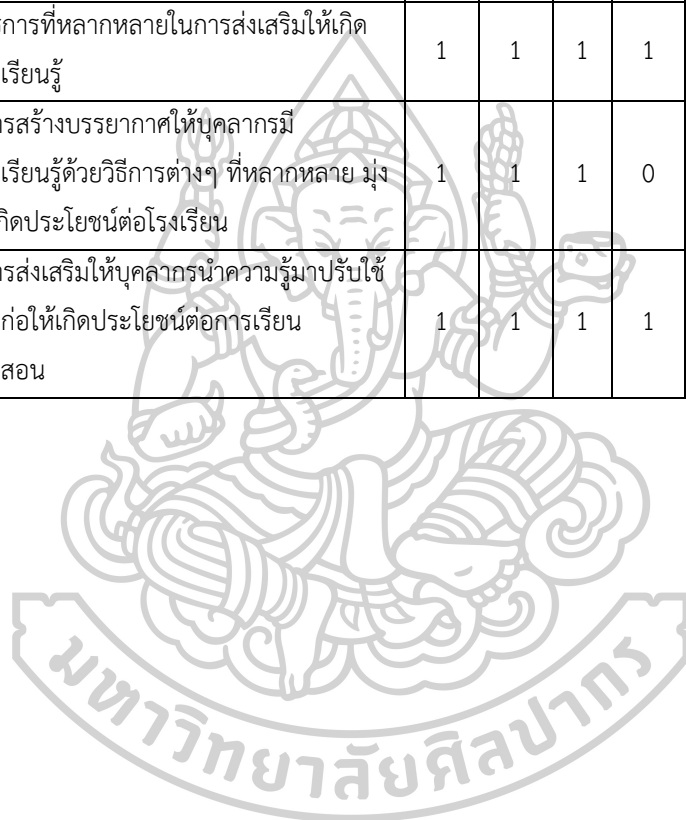 การที่หลากหลายในการส่งเสริมให้เกิด
เรียนรู้
1 1 1 1
ารสร้างบรรยากาศให้บุคลากรมี
เรียนรู้ด้วยวิธีการต่างๆ ที่หลากหลาย มุ่ง
กิดประโยชน์ต่อโรงเรียน
1 1 1 0
ารส่งเสริมให้บุคลากรนำความรู้มาปรับใช้
ก่อให้เกิดประโยชน์ต่อการเรียน
สอน
1 1 1 1
มหาวิทยาลัยศิลปากร